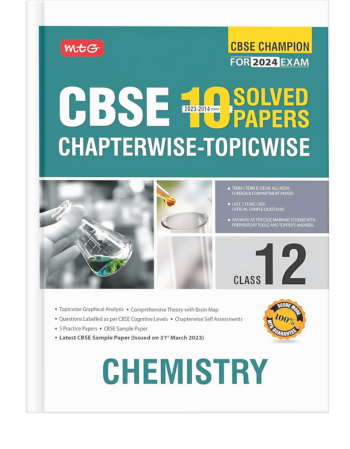 mtG
CBSE CHAMPION
FOR 2024 EXAM
CBSE 10 SOLVED
2023-2014
PAPERS
CHAPTERWISE-TOPICWISE
• TERM I, TERM II, DELHI, ALL INDIA,
FOREIGN & COMPARTMENT PAPERS
• LAST 3 YEARS CBSE
OFFICIAL SAMPLE QUESTIONS
• ANSWERS AS PER CBSE MARKING SCHEME WITH
PREPARATORY TOOLS AND TOPPER'S ANSWERS
CLASS 12
• Topicwise Graphical Analysis • Comprehensive Theory with Brain Map
• Questions Labelled as per CBSE Cognitive Levels • Chapterwise Self Assessments
• 5 Practice Papers • CBSE Sample Paper
• Latest CBSE Sample Paper (Issued on 31st March 2023)
SCORE MORE
100%
GUARANTEE
CHEMISTRY